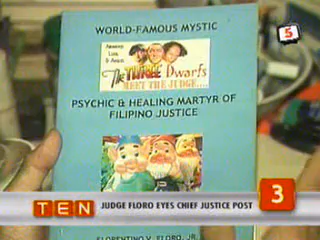 5
WORLD-FAMOUS MYSTIC
The THREE Dwarfs
MEET THE JUDGE...
PSYCHIC & HEALING MARTYR OF
FILIPINO JUSTICE
TEN
JUDGE FLORO EYES CHIEF JUSTICE POST
3
FLORENTINO V. FLORO, JR.